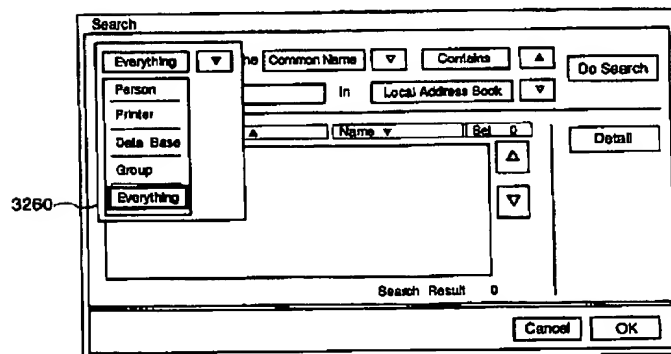 Search
Everything he Common Name Contains Do Search
Person In Local Address Book
Printer
Data Base Name Sel 0 Detail
Group
3260 Everything
Search Result 0
Cancel OK